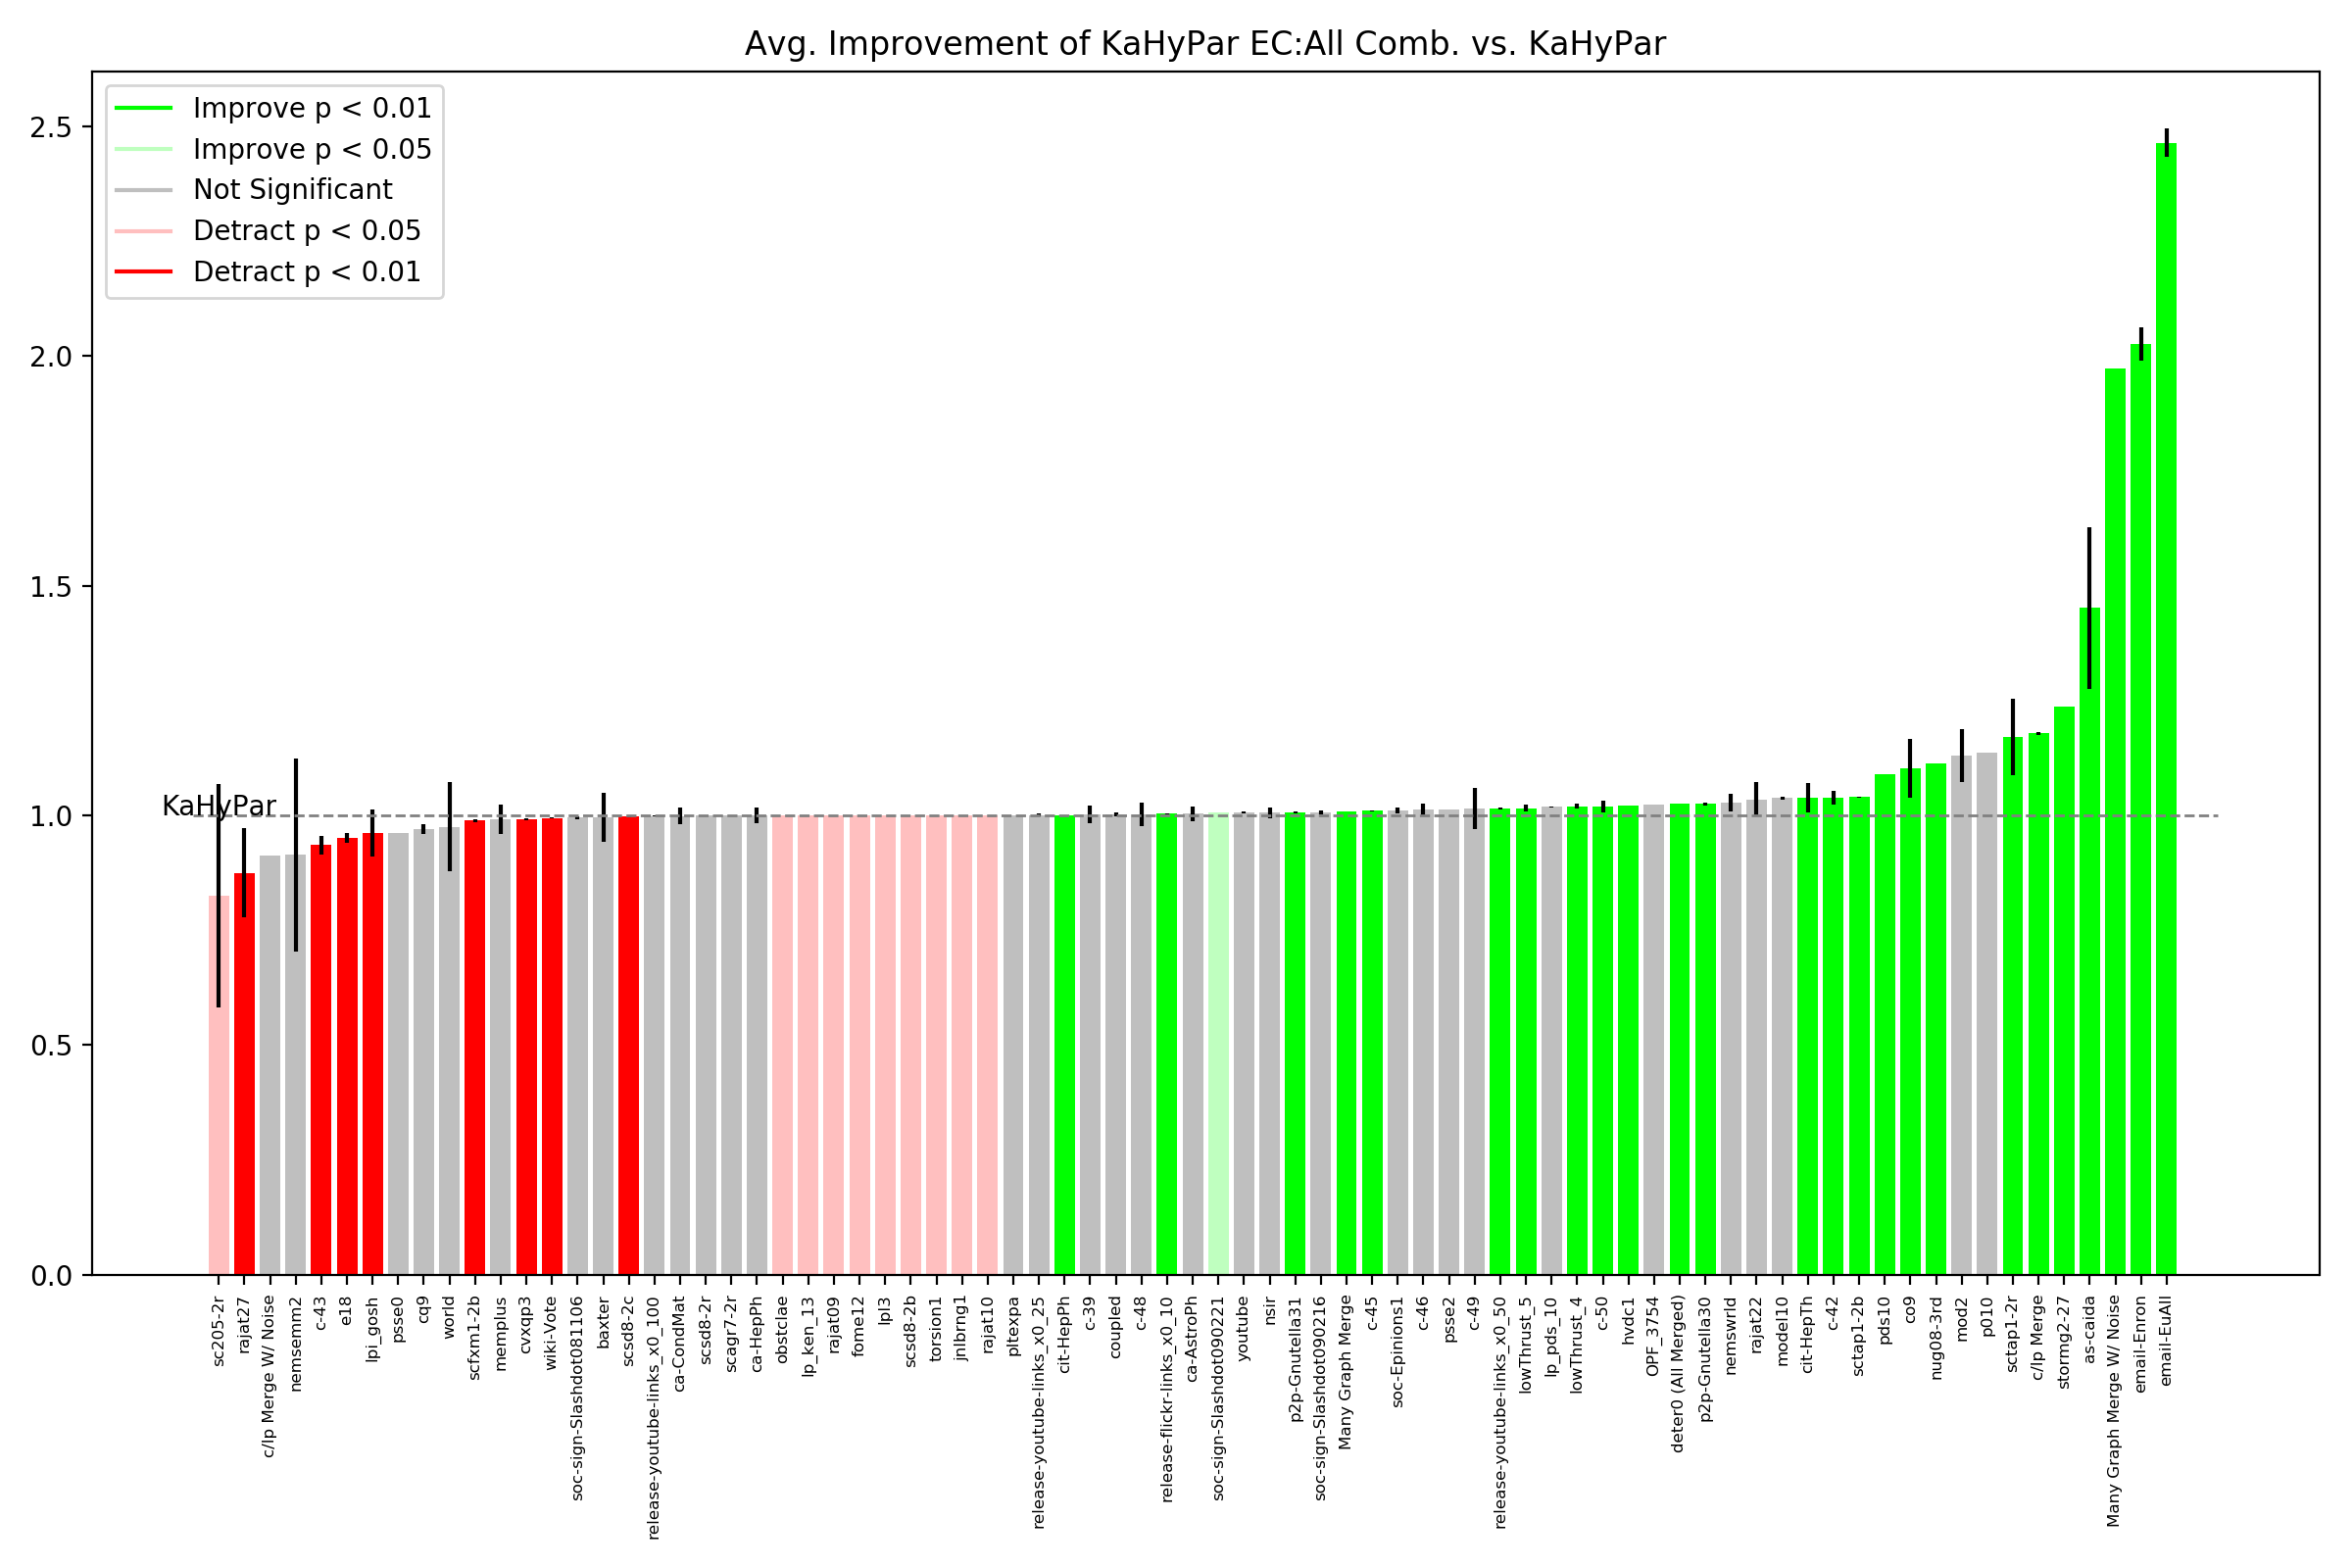 Avg. Improvement of KaHyPar EC:All Comb. vs. KaHyPar
Improve p < 0.01
Improve p < 0.05
Not Significant
Detract p < 0.05
Detract p < 0.01
2.5
2.0
1.5
1.0
0.5
0.0
KaHyPar
sc205-2r
rajat27
c/lp Merge W/ Noise
nemsemm2
c-43
e18
lpi_gosh
psse0
cq9
world
scfxm1-2b
memplus
cvxqp3
wiki-Vote
soc-sign-Slashdot081106
baxter
scsd8-2c
release-youtube-links_x0_100
ca-CondMat
scsd8-2r
scagr7-2r
ca-HepPh
obstclae
lp_ken_13
rajat09
fome12
lpl3
scsd8-2b
torsion1
jnlbrng1
rajat10
pltexpa
release-youtube-links_x0_25
cit-HepPh
c-39
coupled
c-48
release-flickr-links_x0_10
ca-AstroPh
soc-sign-Slashdot090221
youtube
nsir
p2p-Gnutella31
soc-sign-Slashdot090216
Many Graph Merge
c-45
soc-Epinions1
c-46
psse2
c-49
release-youtube-links_x0_50
lowThrust_5
lp_pds_10
lowThrust_4
c-50
hvdc1
OPF_3754
deter0 (All Merged)
p2p-Gnutella30
nemswrld
rajat22
model10
cit-HepTh
c-42
sctap1-2b
pds10
co9
nug08-3rd
mod2
p010
sctap1-2r
c/lp Merge
stormg2-27
as-caida
Many Graph Merge W/ Noise
email-Enron
email-EuAll